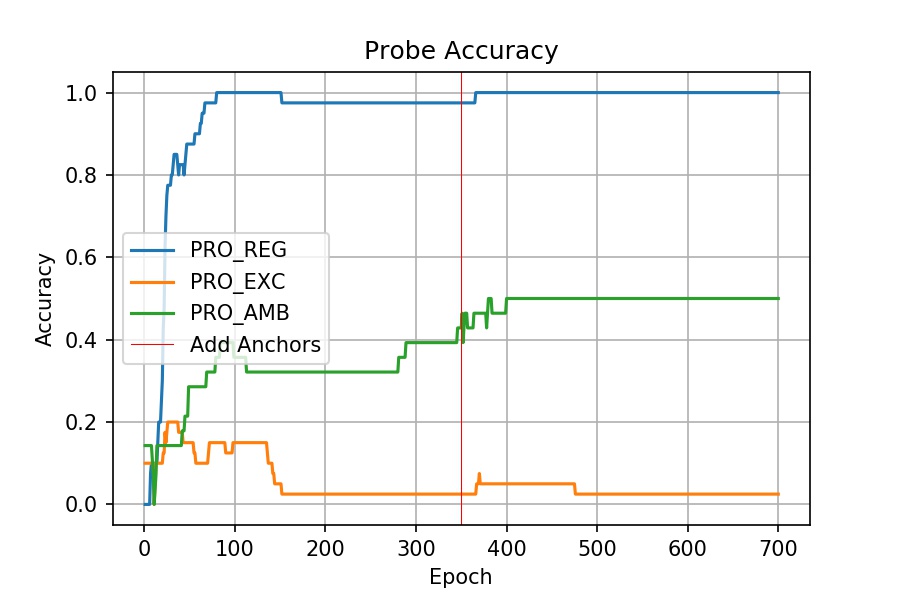 Probe Accuracy
1.0
0.8
0.6
0.4
0.2
0.0
Accuracy
PRO_REG
PRO_EXC
PRO_AMB
Add Anchors
0 100 200 300 400 500 600 700
Epoch